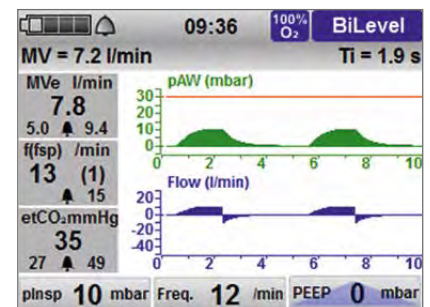 09:36 100% O₂ BiLevel
MV = 7.2 l/min Ti = 1.9 s
MVe l/min
7.8
5.0 9.4
f(fsp) /min
13 (1)
15
etCO₂mmHg
35
27 49
pAW (mbar)
30
20
10
0
0 2 4 6 8 10
Flow (l/min)
20
0
-20
-40
0 2 4 6 8 10
pInsp 10 mbar Freq. 12 /min PEEP 0 mbar